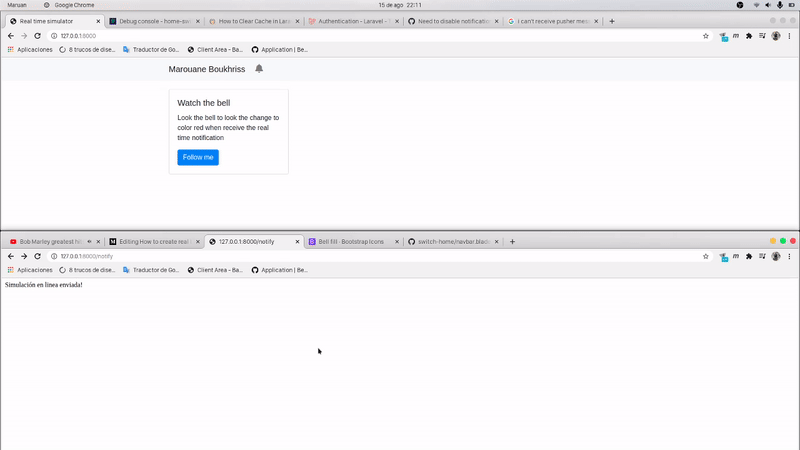 Maruan Google Chrome 15 de ago 22:11
Real time simulator Debug console - home-sw How to Clear Cache in Lara Authentication - Laravel - Need to disable notification i can't receive pusher mes
127.0.0.1:8000
Aplicaciones 8 trucos de dise... Traductor de Go... Client Area - Ba... Application | Be...
Marouane Boukhriss
Watch the bell
Look the bell to look the change to
color red when receive the real
time notification
Follow me
Bob Marley greatest hi Editing How to create real 127.0.0.1:8000/notify Bell fill · Bootstrap Icons switch-home/navbar.blad
127.0.0.1:8000/notify
Aplicaciones 8 trucos de dise... Traductor de Go... Client Area - Ba... Application | Be...
Simulación en linea enviada!